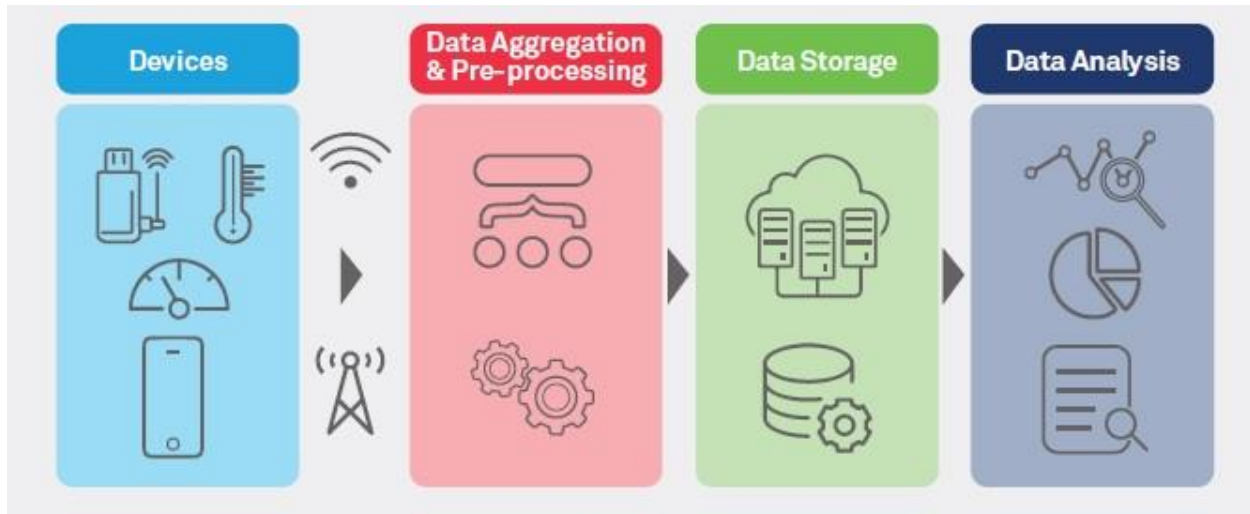 Devices
Data Aggregation
& Pre-processing
Data Storage
Data Analysis